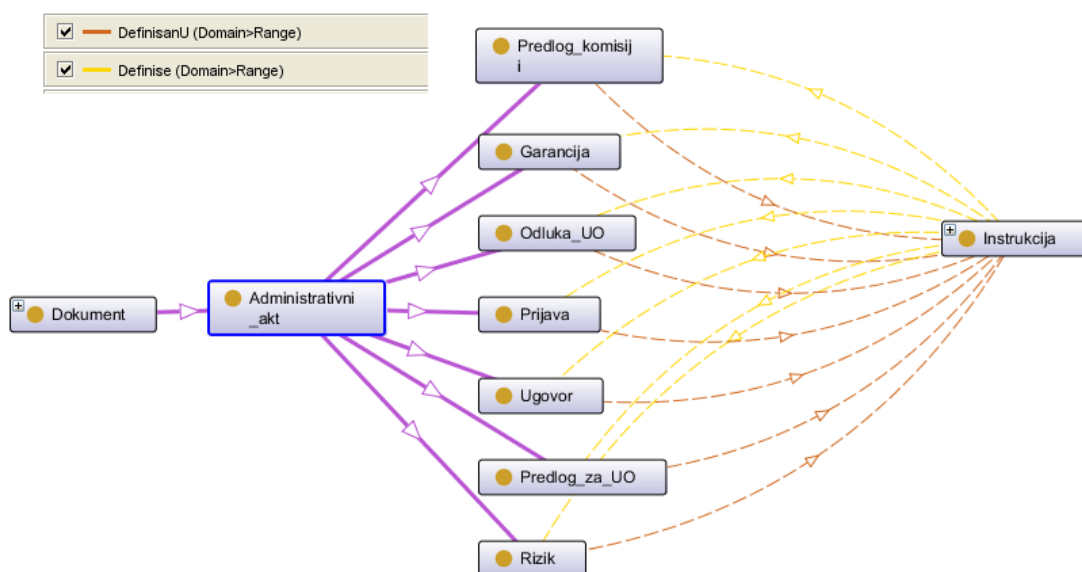 DefinisanU (Domain>Range)
Definise (Domain>Range)
Predlog_komisij
i
Garancija
Odluka_UO
Instrukcija
Administrativni
_akt
Dokument
Prijava
Ugovor
Predlog_za_UO
Rizik